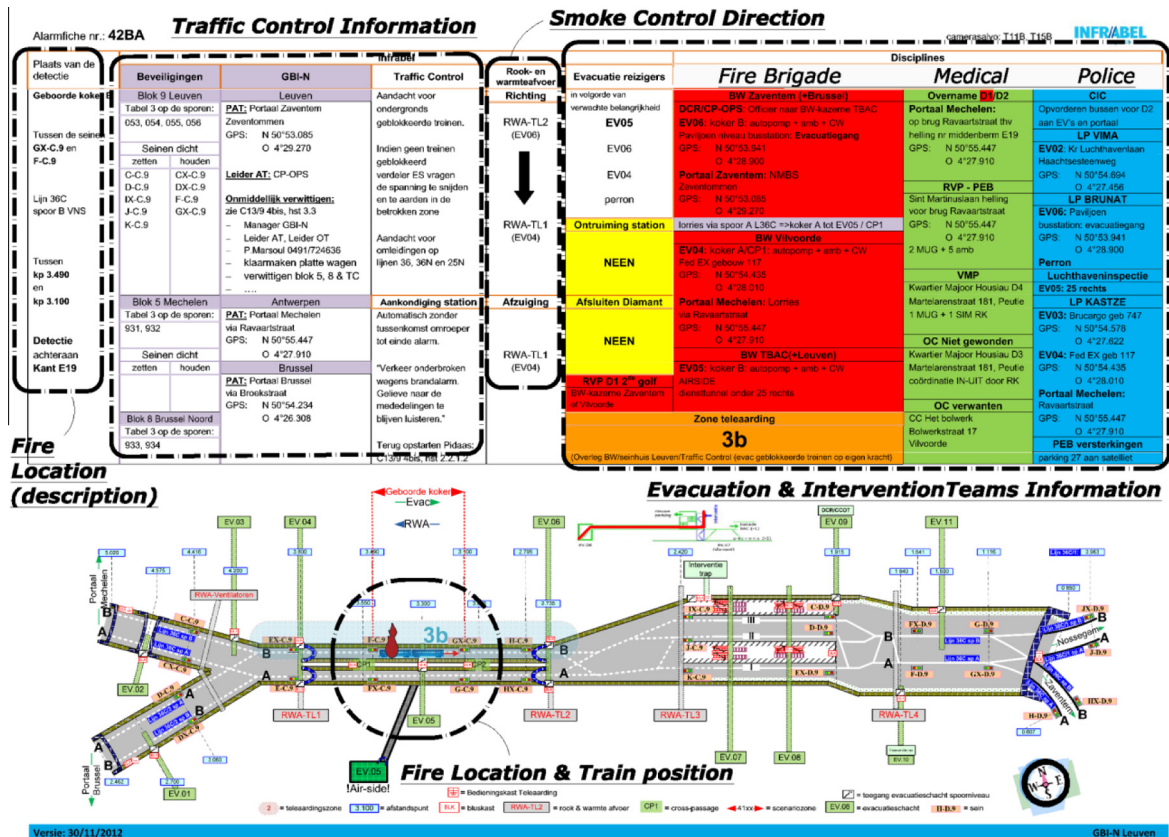 Traffic Control Information
Smoke Control Direction
Alarmfiche nr.: 42BA
camerasalvo: T11B, T15B
INFRABEL
Infrabel
Disciplines
Plaats van de
detectie
Beveiligingen
GBI-N
Traffic Control
Rook- en
warmteafvoer
Evacuatie reizigers
Fire Brigade
Medical
Police
Geboorde koker B
Tussen de seinen
GX-C.9 en
F-C.9
Lijn 36C
spoor B VNS
Tussen
kp 3.490
en
kp 3.100
Detectie
achteraan
Kant E19
Blok 9 Leuven
Tabel 3 op de sporen:
053, 054, 055, 056
Seinen dicht
zetten houden
C-C.9 CX-C.9
D-C.9 DX-C.9
IX-C.9 F-C.9
J-C.9 GX-C.9
K-C.9
Blok 5 Mechelen
Tabel 3 op de sporen:
931, 932
Seinen dicht
zetten houden
Blok 8 Brussel Noord
Tabel 3 op de sporen:
933, 934
Leuven
PAT: Portaal Zaventem
Zeventommen
GPS: N 50°53.085
O 4°29.270
Leider AT: CP-OPS
Onmiddelijk verwittigen:
zie C13/9 4bis, hst 3.3
– Manager GBI-N
– Leider AT, Leider OT
– P.Marsoul 0491/724636
– klaarmaken platte wagen
– verwittigen blok 5, 8 & TC
– ....
Antwerpen
PAT: Portaal Mechelen
via Ravaartstraat
GPS: N 50°55.447
O 4°27.910
Brussel
PAT: Portaal Brussel
via Broekstraat
GPS: N 50°54.234
O 4°26.308
Aandacht voor
ondergronds
geblokkeerde treinen.
Indien geen treinen
geblokkeerd
verdeler ES vragen
de spanning te snijden
en te aarden in de
betrokken zone
Aandacht voor
omleidingen op
lijnen 36, 36N en 25N
Aankondiging station
Automatisch zonder
tussenkomst omroeper
tot einde alarm.
"Verkeer onderbroken
wegens brandalarm.
Gelieve naar de
mededelingen te
blijven luisteren."
Terug opstarten Pidaas:
C13/9 4bis, hst 2.2.1.2
Richting
RWA-TL2
(EV06)
RWA-TL1
(EV04)
Afzuiging
RWA-TL1
(EV04)
in volgorde van
verwachte belangrijkheid
EV05
EV06
EV04
perron
Ontruiming station
NEEN
Afsluiten Diamant
NEEN
RVP D1 2de golf
BW-kazerne Zaventem
of Vilvoorde
BW Zaventem (+Brussel)
DCR/CP-OPS: Officier naar BW-kazerne TBAC
EV06: koker B: autopomp + amb + CW
Paviljoen niveau busstation: Evacuatiegang
GPS: N 50°53.941
O 4°28.900
Portaal Zaventem: NMBS
Zeventommen
GPS: N 50°53.085
O 4°29.270
lorries via spoor A L36C =>koker A tot EV05 / CP1
BW Vilvoorde
EV04: koker A/CP1: autopomp + amb + CW
Fed EX gebouw 117
GPS: N 50°54.435
O 4°28.010
Portaal Mechelen: Lorries
via Ravaartstraat
GPS: N 50°55.447
O 4°27.910
BW TBAC(+Leuven)
EV05: koker B: autopomp + amb + CW
AIRSIDE
diensttunnel onder 25 rechts
Zone teleaarding
3b
(Overleg BW/seinhuis Leuven/Traffic Control (evac geblokkeerde treinen op eigen kracht)
Overname D1/D2
Portaal Mechelen:
op brug Ravaartstraat thv
helling nr middenberm E19
GPS: N 50°55.447
O 4°27.910
RVP - PEB
Sint Martinuslaan helling
voor brug Ravaartstraat
GPS: N 50°55.447
O 4°27.910
2 MUG + 5 amb
VMP
Kwartier Majoor Housiau D4
Martelarenstraat 181, Peutie
1 MUG + 1 SIM RK
OC Niet gewonden
Kwartier Majoor Housiau D3
Martelarenstraat 181, Peutie
coördinatie IN-UIT door RK
OC verwanten
CC Het bolwerk
Bolwerkstraat 17
Vilvoorde
CIC
Opvorderen bussen voor D2
aan EV's en portaal
LP VIMA
EV02: Kr Luchthavenlaan
Haachtsesteenweg
GPS: N 50°54.694
O 4°27.456
LP BRUNAT
EV06: Paviljoen
busstation: evacuatiegang
GPS: N 50°53.941
O 4°28.900
Perron
Luchthaveninspectie
EV05: 25 rechts
LP KASTZE
EV03: Brucargo geb 747
GPS: N 50°54.578
O 4°27.622
EV04: Fed EX geb 117
GPS: N 50°54.435
O 4°28.010
Portaal Mechelen:
Ravaartstraat
GPS: N 50°55.447
O 4°27.910
PEB versterkingen
parking 27 aan satelliet
Fire
Location
(description)
Evacuation & InterventionTeams Information
Geboorde koker
Evac
RWA
EV.03 EV.04 EV.06 EV.09 EV.11
DCR/CCOT
Interventie
trap
Portaal
Mechelen
RWA-Ventilatoren
3b
EV.02
EV.05
RWA-TL1 RWA-TL2 RWA-TL3 RWA-TL4
Nossegem
Zaventem
Portaal
Brussel
EV.01
EV.05
!Air-side!
EV.07 EV.08 EV.10
Fire Location & Train position
= Bedieningskast Teleaarding
= toegang evacuatieschacht spoorniveau
2 = teleaardingszone
3.100 = afstandspunt
BLK = bluskast
RWA-TL2 = rook & warmte afvoer
CP1 = cross-passage
41xx = scenariozone
EV.08 = evacuatieschacht
H-D.9 = sein
N
E
S
W
Versie: 30/11/2012
GBI-N Leuven